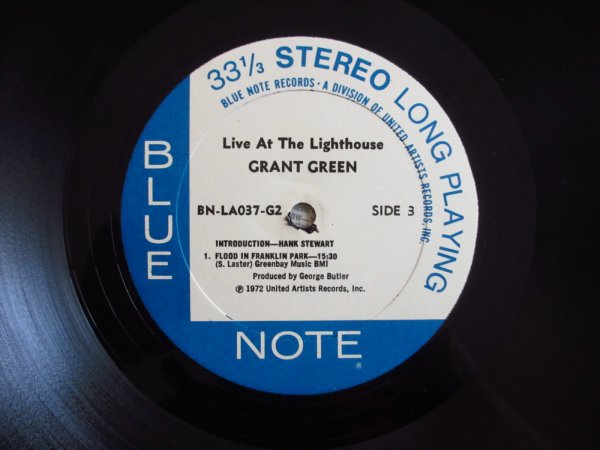 33 1/3 STEREO LONG PLAYING
BLUE NOTE RECORDS • A DIVISION OF UNITED ARTISTS RECORDS, INC.
Live At The Lighthouse
GRANT GREEN
BN-LA037-G2 SIDE 3
INTRODUCTION—HANK STEWART
1. FLOOD IN FRANKLIN PARK—15:30
(S. Laster) Greenbay Music BMI
Produced by George Butler
℗ 1972 United Artists Records, Inc.
BLUE
NOTE®